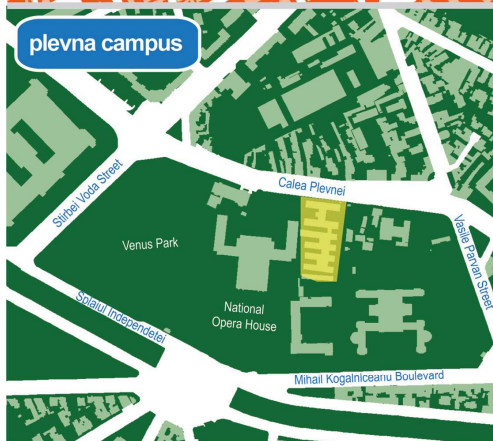 plevna campus
Calea Plevnei
Stirbei Voda Street
Venus Park
Vasile Parvan Street
National
Opera House
Splaiul Independetei
Mihail Kogalniceanu Boulevard